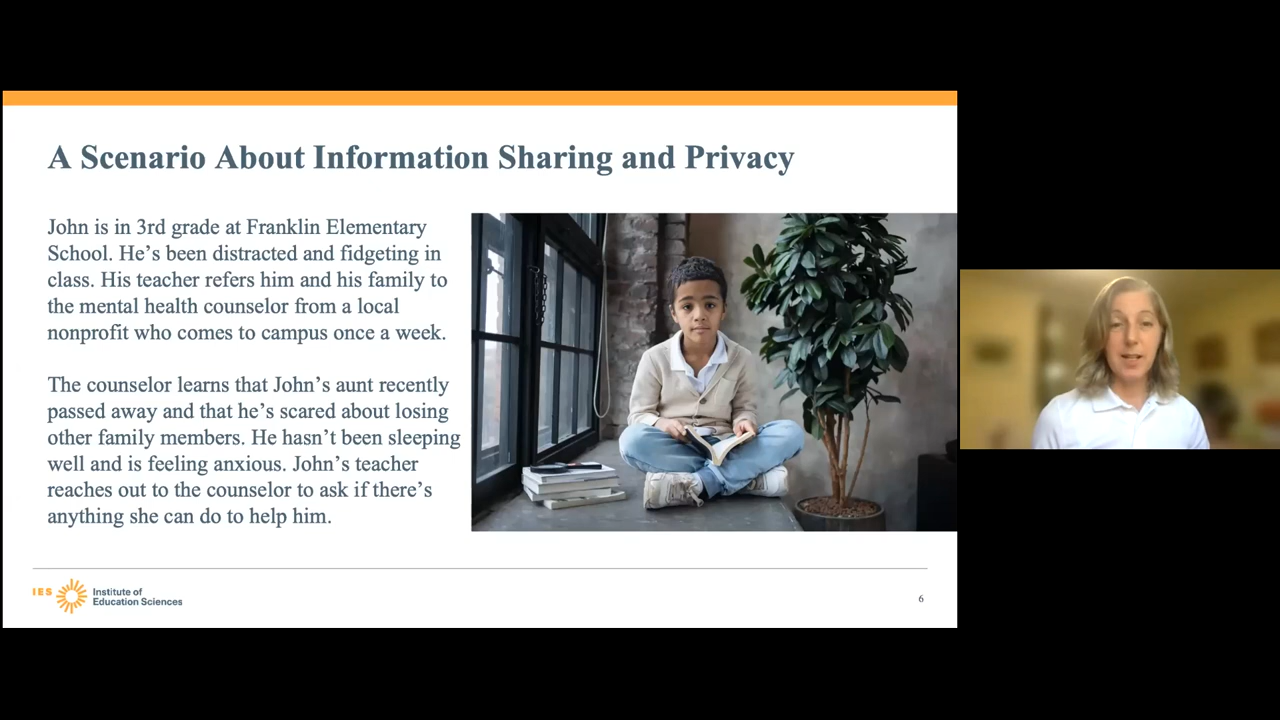 A Scenario About Information Sharing and Privacy
John is in 3rd grade at Franklin Elementary
School. He’s been distracted and fidgeting in
class. His teacher refers him and his family to
the mental health counselor from a local
nonprofit who comes to campus once a week.
The counselor learns that John’s aunt recently
passed away and that he’s scared about losing
other family members. He hasn’t been sleeping
well and is feeling anxious. John’s teacher
reaches out to the counselor to ask if there’s
anything she can do to help him.
IES
Institute of
Education Sciences
6